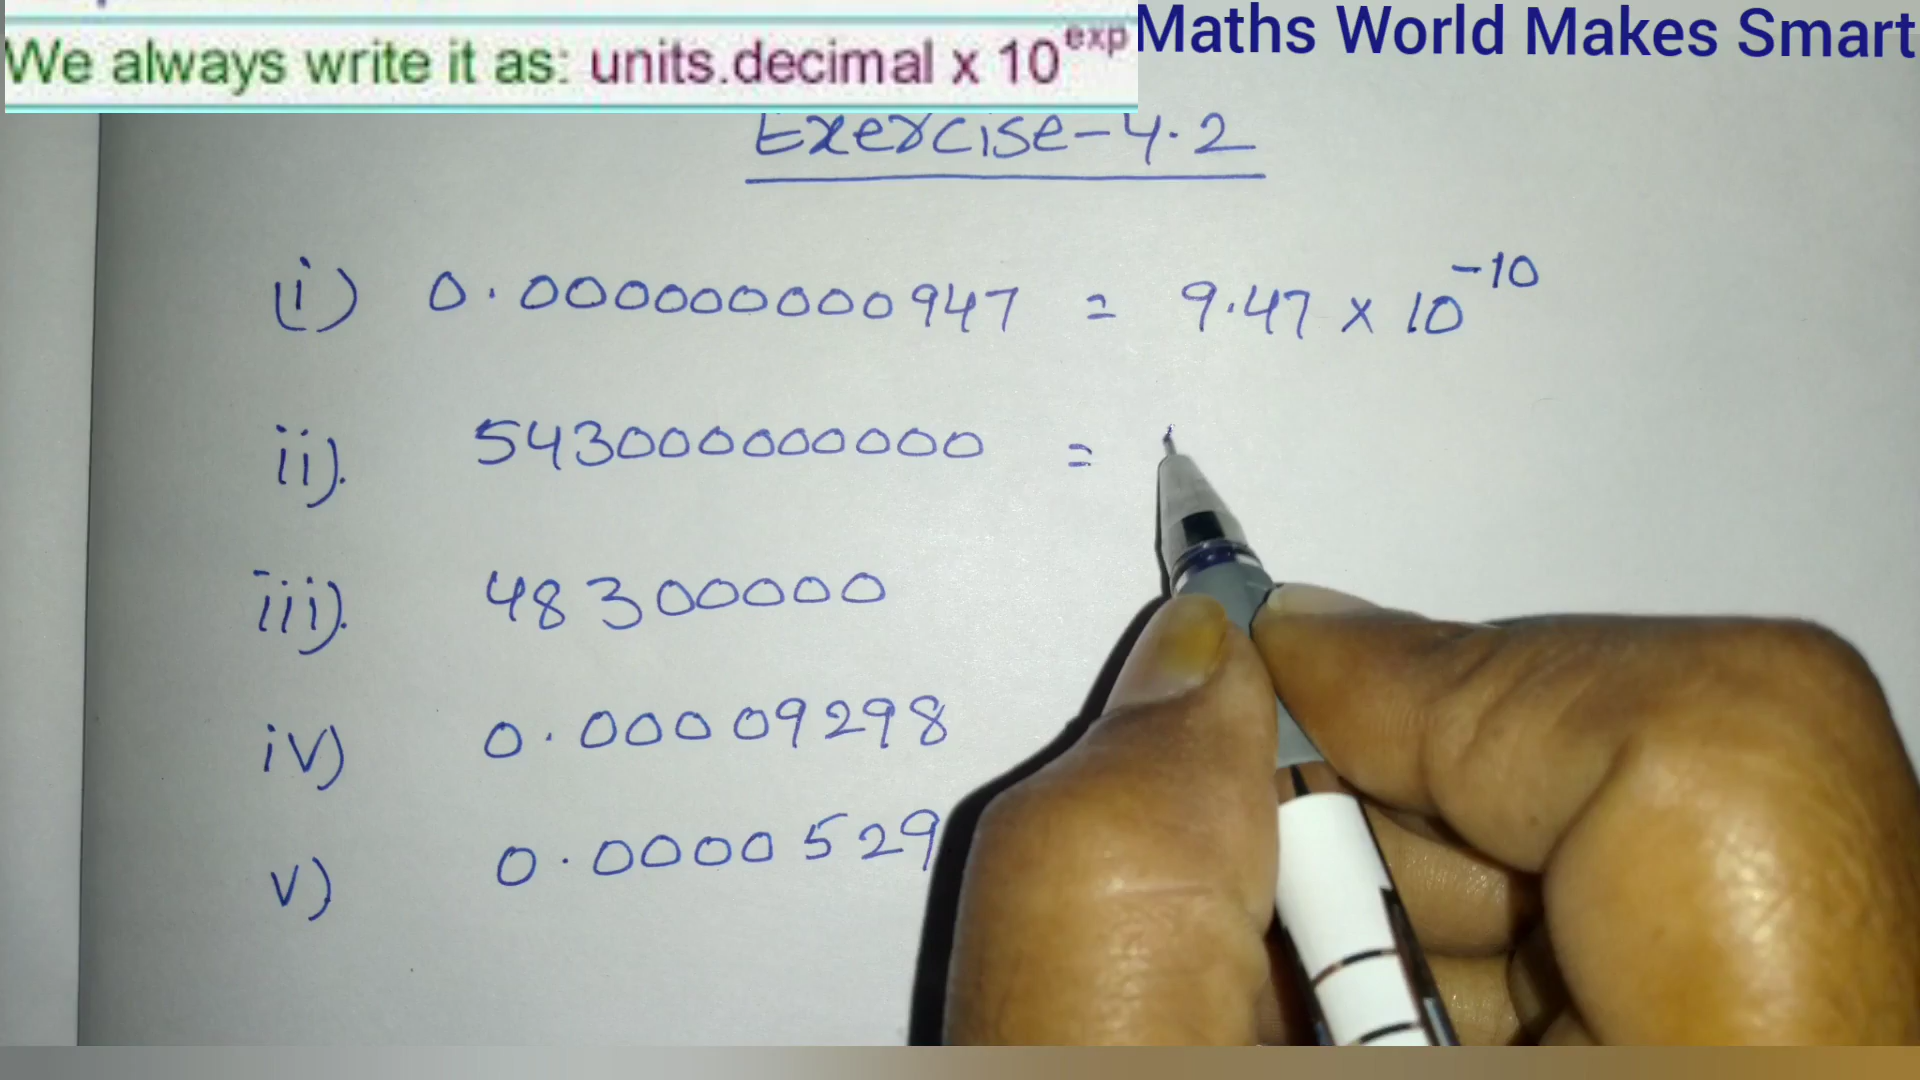 We always write it as: units.decimal x 10^exp
Maths World Makes Smart
Exercise-4.2
(i) 0.000000000947 = 9.47 x 10^-10
ii). 543000000000 =
iii). 48300000
iv) 0.00009298
v) 0.0000529